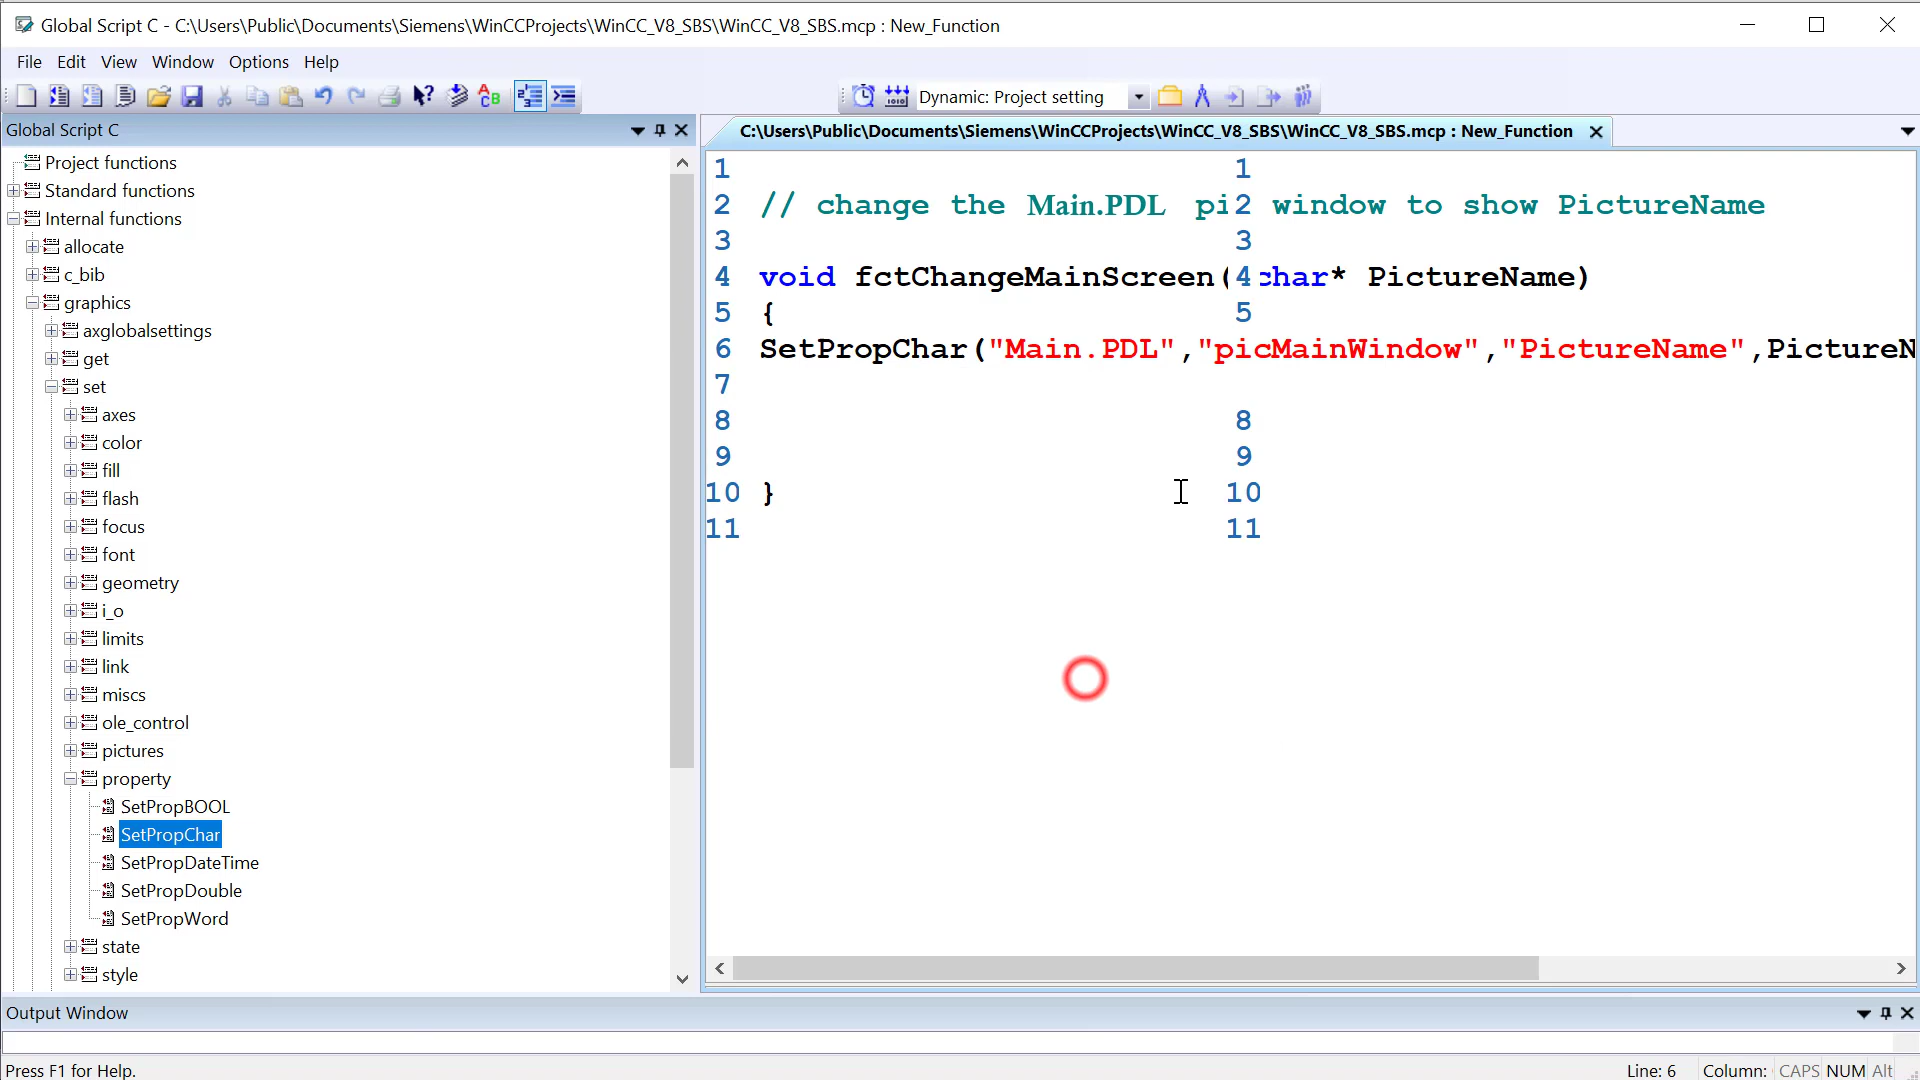 Global Script C - C:\Users\Public\Documents\Siemens\WinCCProjects\WinCC_V8_SBS\WinCC_V8_SBS.mcp : New_Function
File Edit View Window Options Help
Dynamic: Project setting
Global Script C
Project functions
Standard functions
Internal functions
allocate
c_bib
graphics
axglobalsettings
get
set
axes
color
fill
flash
focus
font
geometry
i_o
limits
link
miscs
ole_control
pictures
property
SetPropBOOL
SetPropChar
SetPropDateTime
SetPropDouble
SetPropWord
state
style
C:\Users\Public\Documents\Siemens\WinCCProjects\WinCC_V8_SBS\WinCC_V8_SBS.mcp : New_Function
1 1
2 // change the Main.PDL pi 2 window to show PictureName
3 3
4 void fctChangeMainScreen( 4 char* PictureName)
5 { 5
6 SetPropChar("Main.PDL","picMainWindow","PictureName",PictureN
7
8 8
9 9
10 } 10
11 11
Output Window
Press F1 for Help.
Line: 6 Column: CAPS NUM Alt